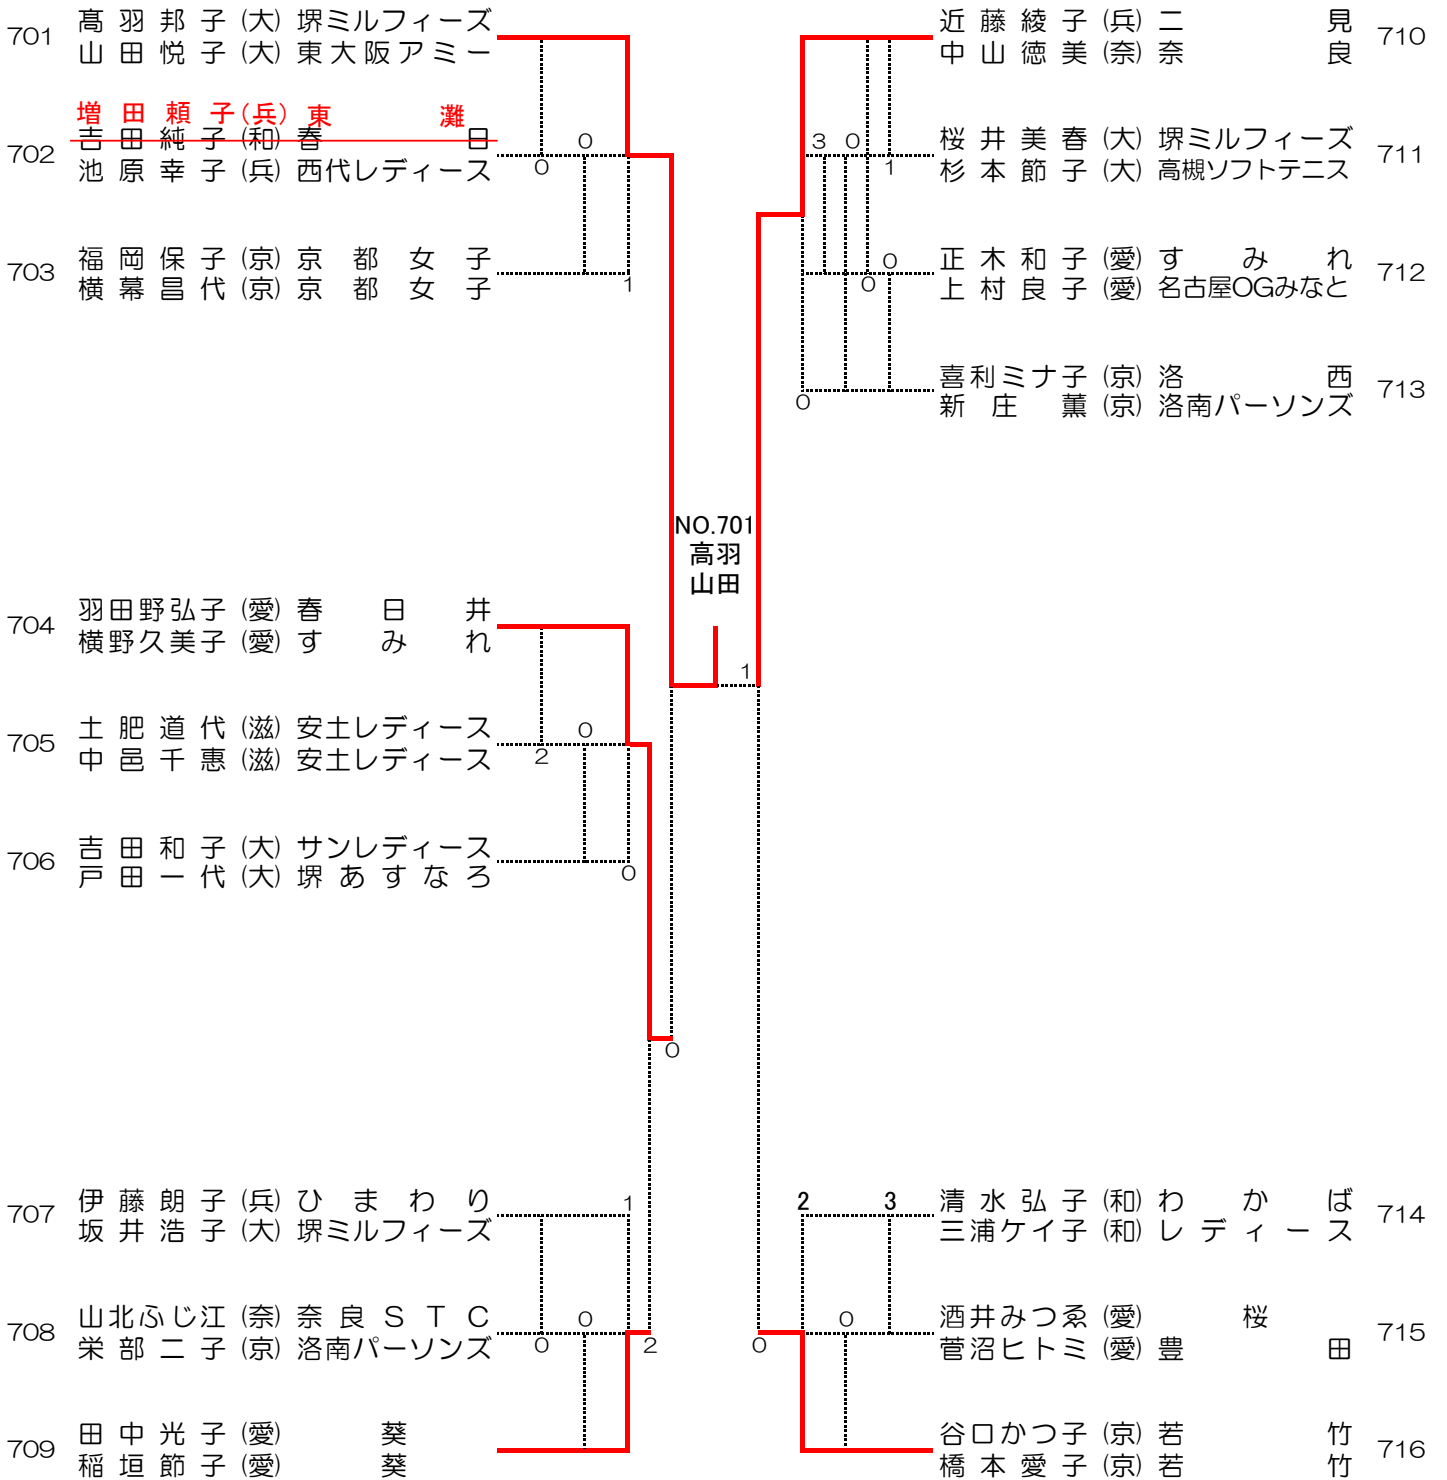 701 髙羽邦子(大) 堺ミルフィーズ
山田悦子(大) 東大阪アミー
増田頼子(兵) 東灘
702 吉田純子(和) 春日
池原幸子(兵) 西代レディース
0
0
703 福岡保子(京) 京都女子
横幕昌代(京) 京都女子
1
NO.701
高羽
山田
1
704 羽田野弘子(愛) 春日井
横野久美子(愛) すみれ
705 土肥道代(滋) 安土レディース
中邑千惠(滋) 安土レディース
0
2
706 吉田和子(大) サンレディース
戸田一代(大) 堺あすなろ
0
0
707 伊藤朗子(兵) ひまわり
坂井浩子(大) 堺ミルフィーズ
1
708 山北ふじ江(奈) 奈良STC
栄部二子(京) 洛南パーソンズ
0
0
2
709 田中光子(愛) 葵
稲垣節子(愛) 葵
近藤綾子(兵) 二見 710
中山徳美(奈) 奈良
3 0
1
桜井美春(大) 堺ミルフィーズ 711
杉本節子(大) 高槻ソフトテニス
0
0
正木和子(愛) すみれ 712
上村良子(愛) 名古屋OGみなと
0
喜利ミナ子(京) 洛西 713
新庄薫(京) 洛南パーソンズ
2 3
清水弘子(和) わかば 714
三浦ケイ子(和) レディース
0
0
酒井みつゑ(愛) 桜 715
菅沼ヒトミ(愛) 豊田
谷口かつ子(京) 若竹 716
橋本愛子(京) 若竹